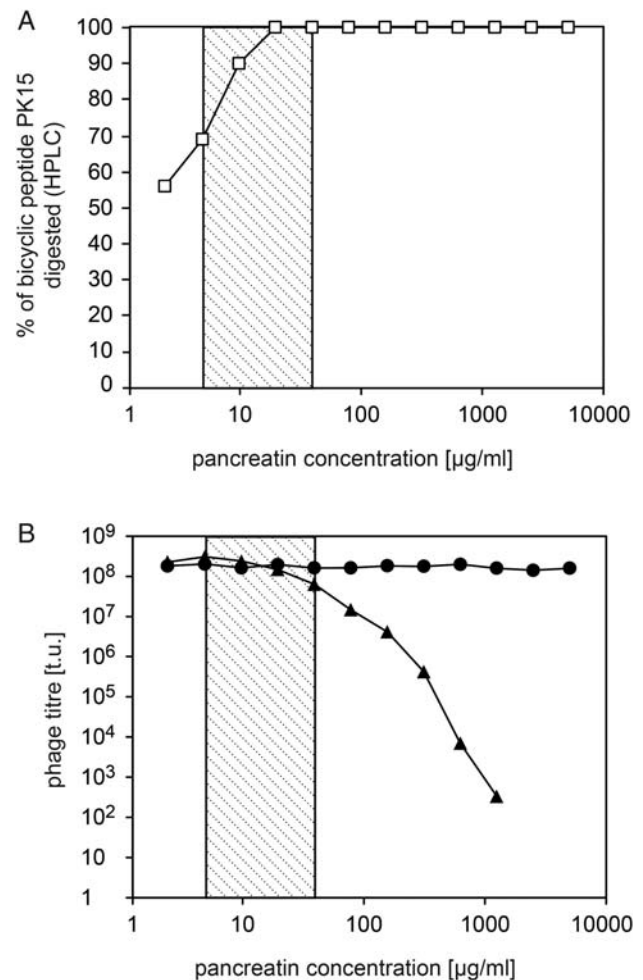 A
% of bicyclic peptide PK15
digested (HPLC)
100
90
80
70
60
50
40
30
20
10
0
1 10 100 1000 10000
pancreatin concentration [µg/ml]
B
phage titre [t.u.]
10⁹
10⁸
10⁷
10⁶
10⁵
10⁴
10³
10²
10
1
1 10 100 1000 10000
pancreatin concentration [µg/ml]